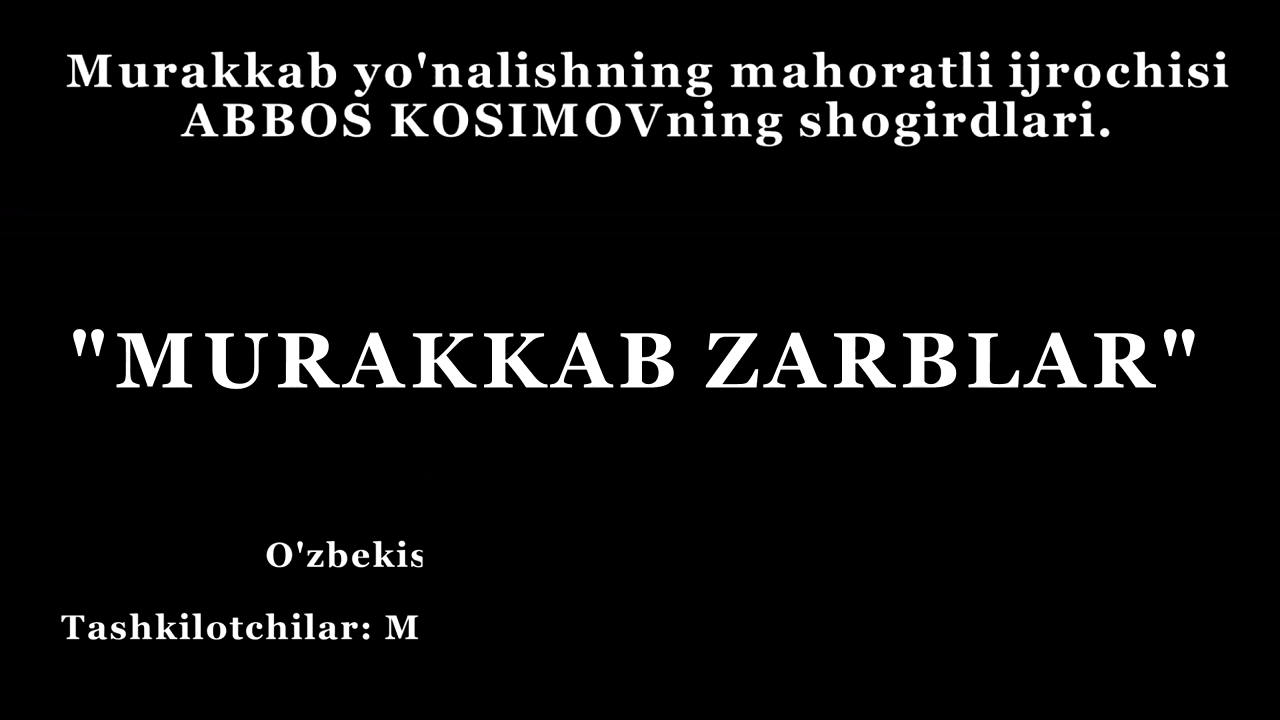 Murakkab yo'nalishning mahoratli ijrochisi
ABBOS KOSIMOVning shogirdlari.
"MURAKKAB ZARBLAR"
O'zbekis
Tashkilotchilar: M